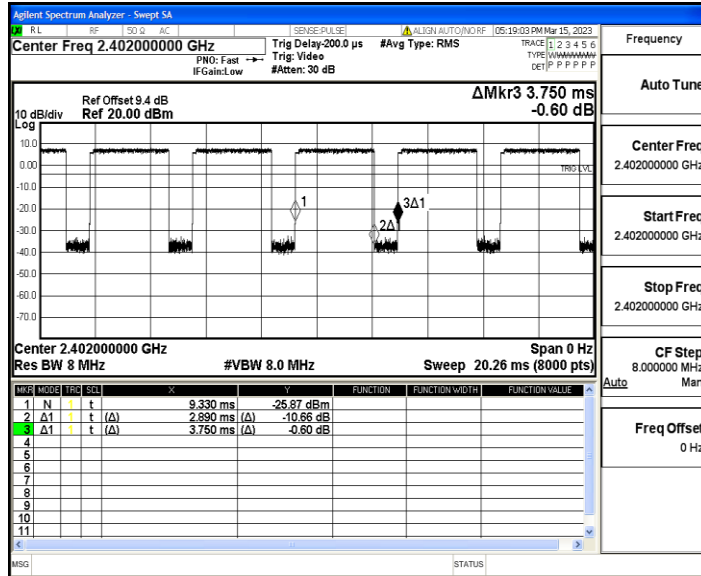 Agilent Spectrum Analyzer - Swept SA
RL RF 50 Ω AC SENSE:PULSE ALIGN AUTO/NO RF 05:19:03 PM Mar 15, 2023
Center Freq 2.402000000 GHz
PNO: Fast
IFGain:Low
Trig Delay-200.0 µs
Trig: Video
#Atten: 30 dB
#Avg Type: RMS
TRACE 1 2 3 4 5 6
TYPE
DET P P P P P P
Frequency
Auto Tune
Center Freq
2.402000000 GHz
Start Freq
2.402000000 GHz
Stop Freq
2.402000000 GHz
CF Step
8.000000 MHz
Auto Man
Freq Offset
0 Hz
ΔMkr3 3.750 ms
-0.60 dB
Ref Offset 9.4 dB
10 dB/div Ref 20.00 dBm
Log
10.0
0.00
-10.0
-20.0
-30.0
-40.0
-50.0
-60.0
-70.0
TRIG LVL
1
2Δ
3Δ1
Center 2.402000000 GHz Span 0 Hz
Res BW 8 MHz #VBW 8.0 MHz Sweep 20.26 ms (8000 pts)
MKR MODE TRC SCL X Y FUNCTION FUNCTION WIDTH FUNCTION VALUE
1 N 1 t 9.330 ms -25.87 dBm
2 Δ1 1 t (Δ) 2.890 ms (Δ) -10.66 dB
3 Δ1 1 t (Δ) 3.750 ms (Δ) -0.60 dB
4
5
6
7
8
9
10
11
MSG STATUS